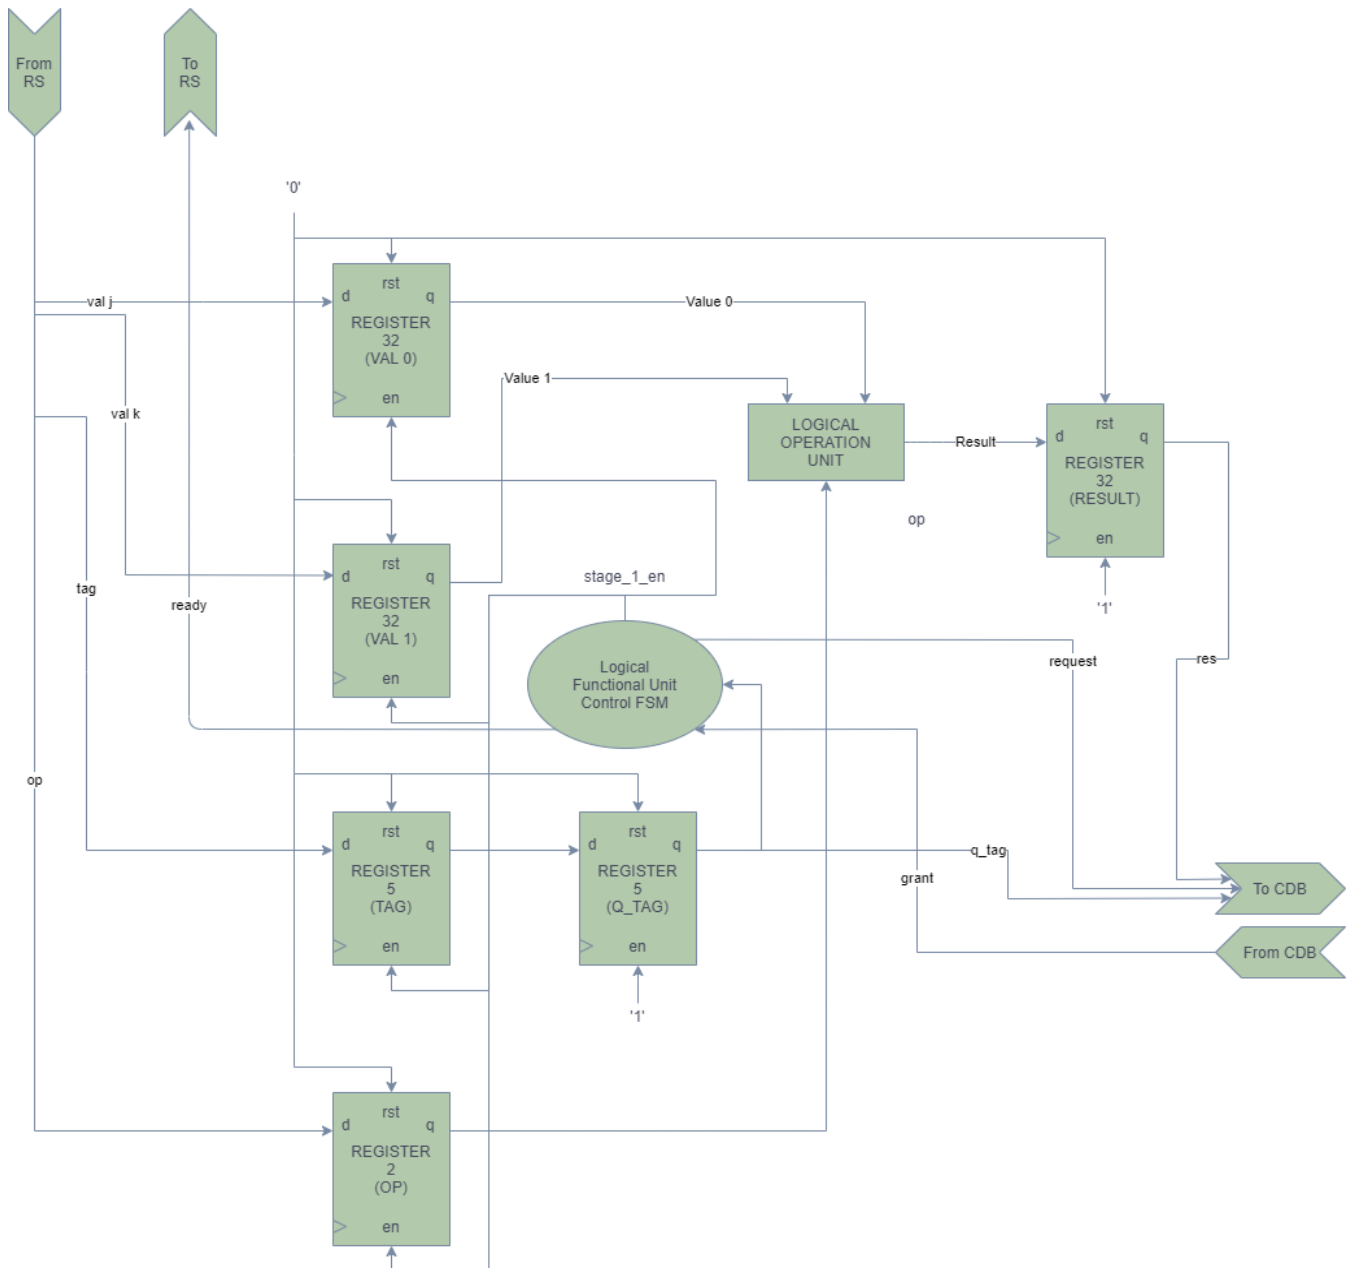 From
RS
To
RS
'0'
rst
d
q
REGISTER
32
(VAL 0)
en
val j
Value 0
val k
Value 1
LOGICAL
OPERATION
UNIT
Result
rst
d
q
REGISTER
32
(RESULT)
en
'1'
op
rst
d
q
REGISTER
32
(VAL 1)
en
stage_1_en
tag
ready
Logical
Functional Unit
Control FSM
request
res
op
rst
d
q
REGISTER
5
(TAG)
en
rst
d
q
REGISTER
5
(Q_TAG)
en
'1'
q_tag
grant
To CDB
From CDB
rst
d
q
REGISTER
2
(OP)
en